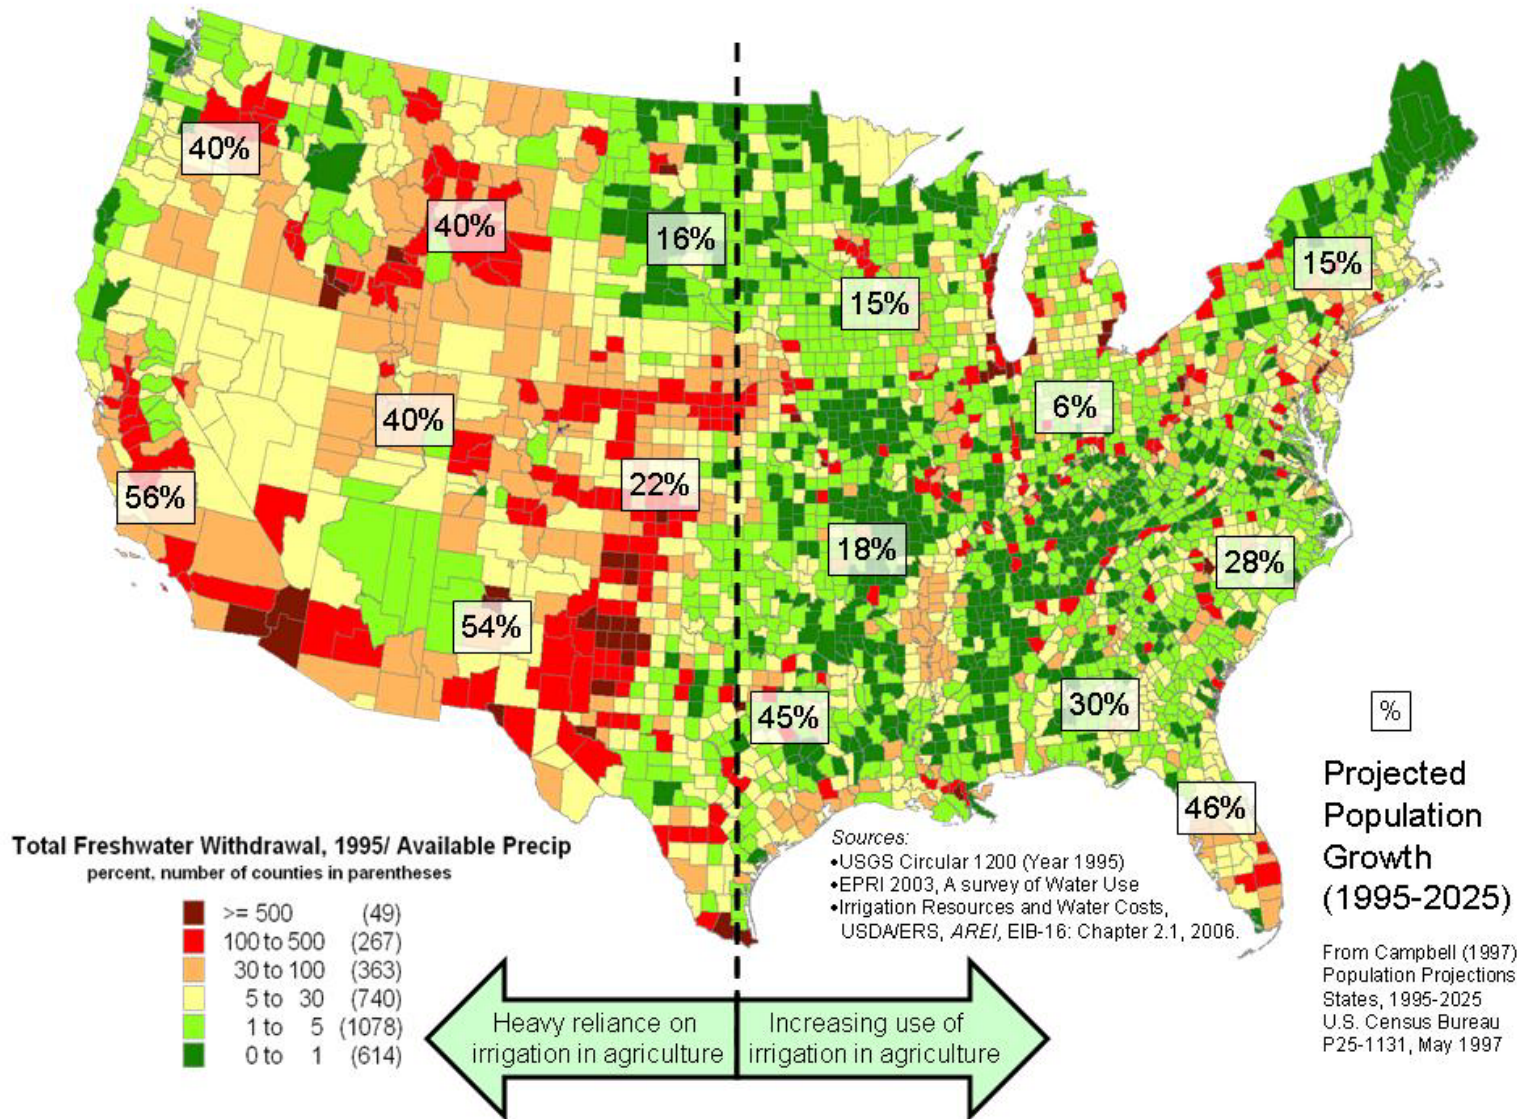 40%
40%
16%
15%
15%
40%
6%
56%
22%
18%
28%
54%
45%
30%
46%
%
Projected
Population
Growth
(1995-2025)
From Campbell (1997)
Population Projections
States, 1995-2025
U.S. Census Bureau
P25-1131, May 1997
Sources:
•USGS Circular 1200 (Year 1995)
•EPRI 2003, A survey of Water Use
•Irrigation Resources and Water Costs,
USDA/ERS, AREI, EIB-16: Chapter 2.1, 2006.
Total Freshwater Withdrawal, 1995/ Available Precip
percent, number of counties in parentheses
>= 500 (49)
100 to 500 (267)
30 to 100 (363)
5 to 30 (740)
1 to 5 (1078)
0 to 1 (614)
Heavy reliance on
irrigation in agriculture
Increasing use of
irrigation in agriculture